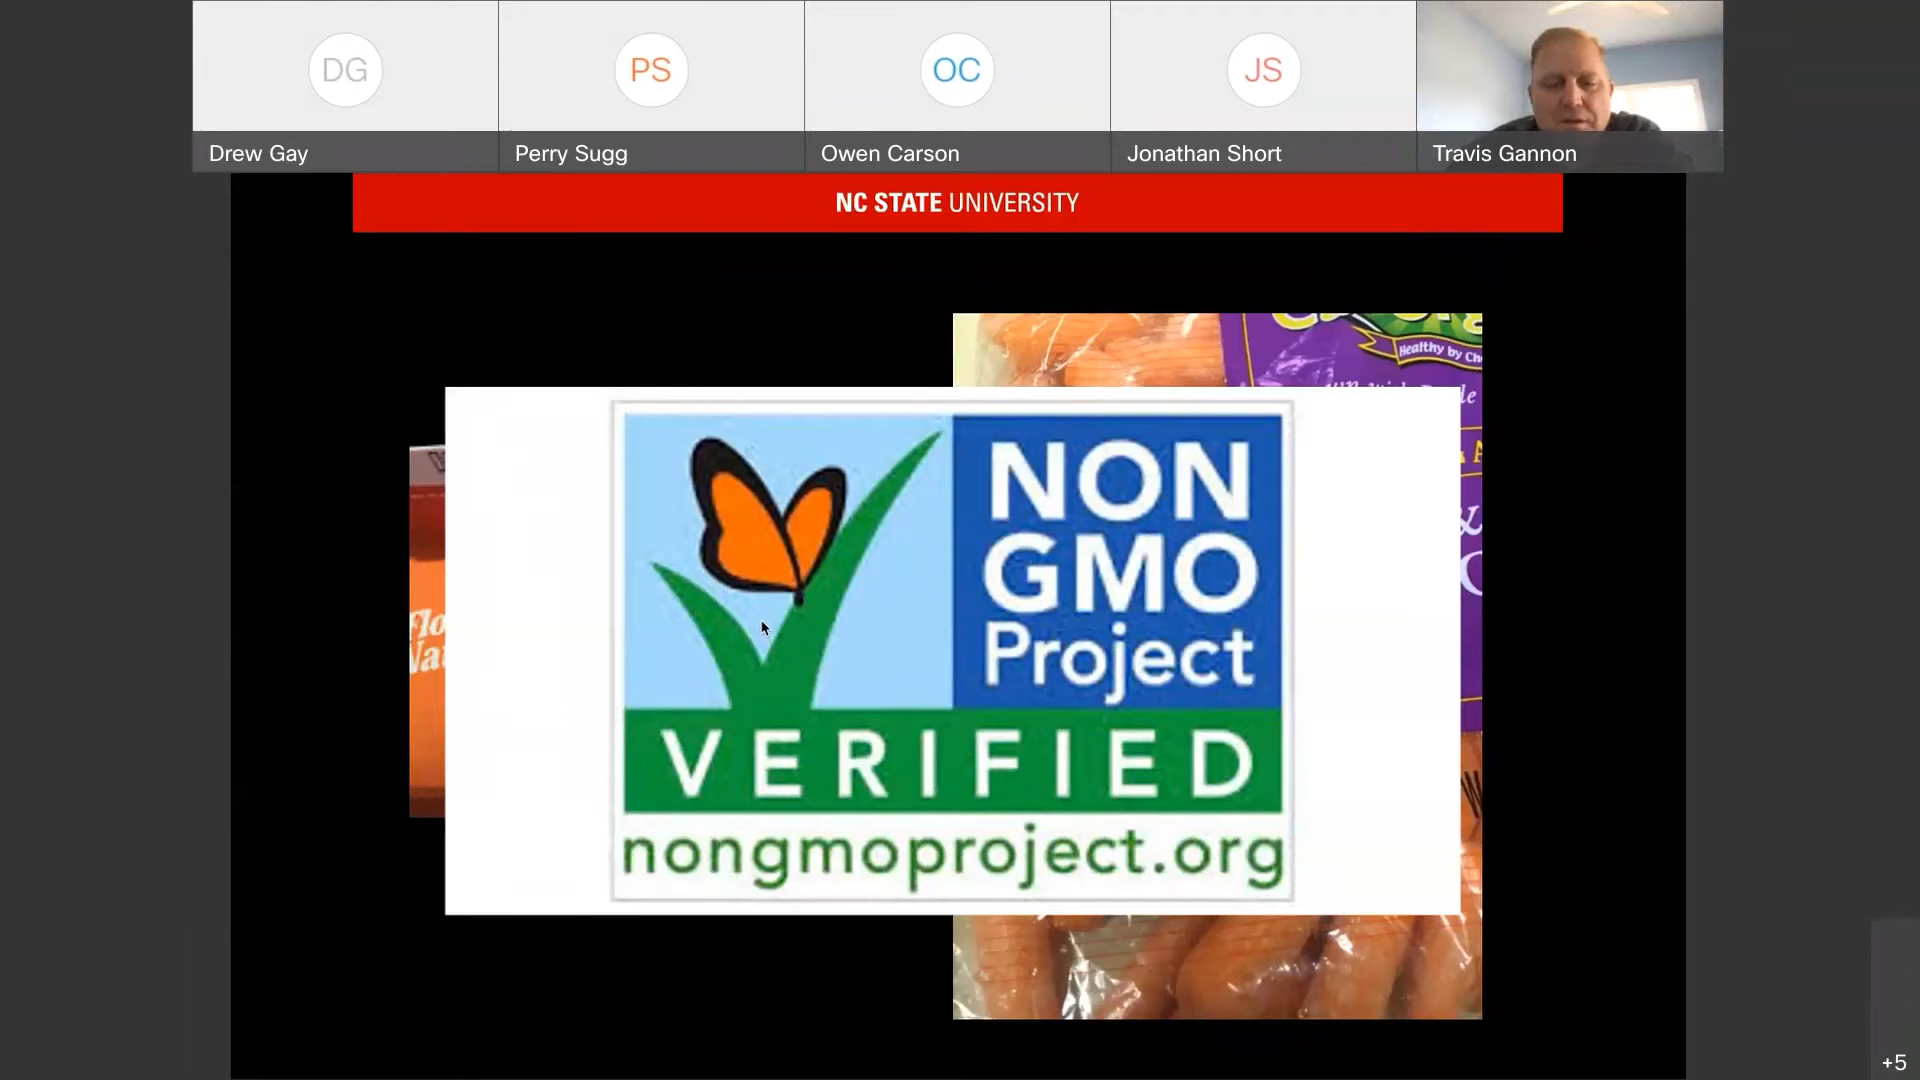 DG
PS
OC
JS
Drew Gay
Perry Sugg
Owen Carson
Jonathan Short
Travis Gannon
NC STATE UNIVERSITY
Healthy by
NON
GMO
Project
VERIFIED
nongmoproject.org
&
+5